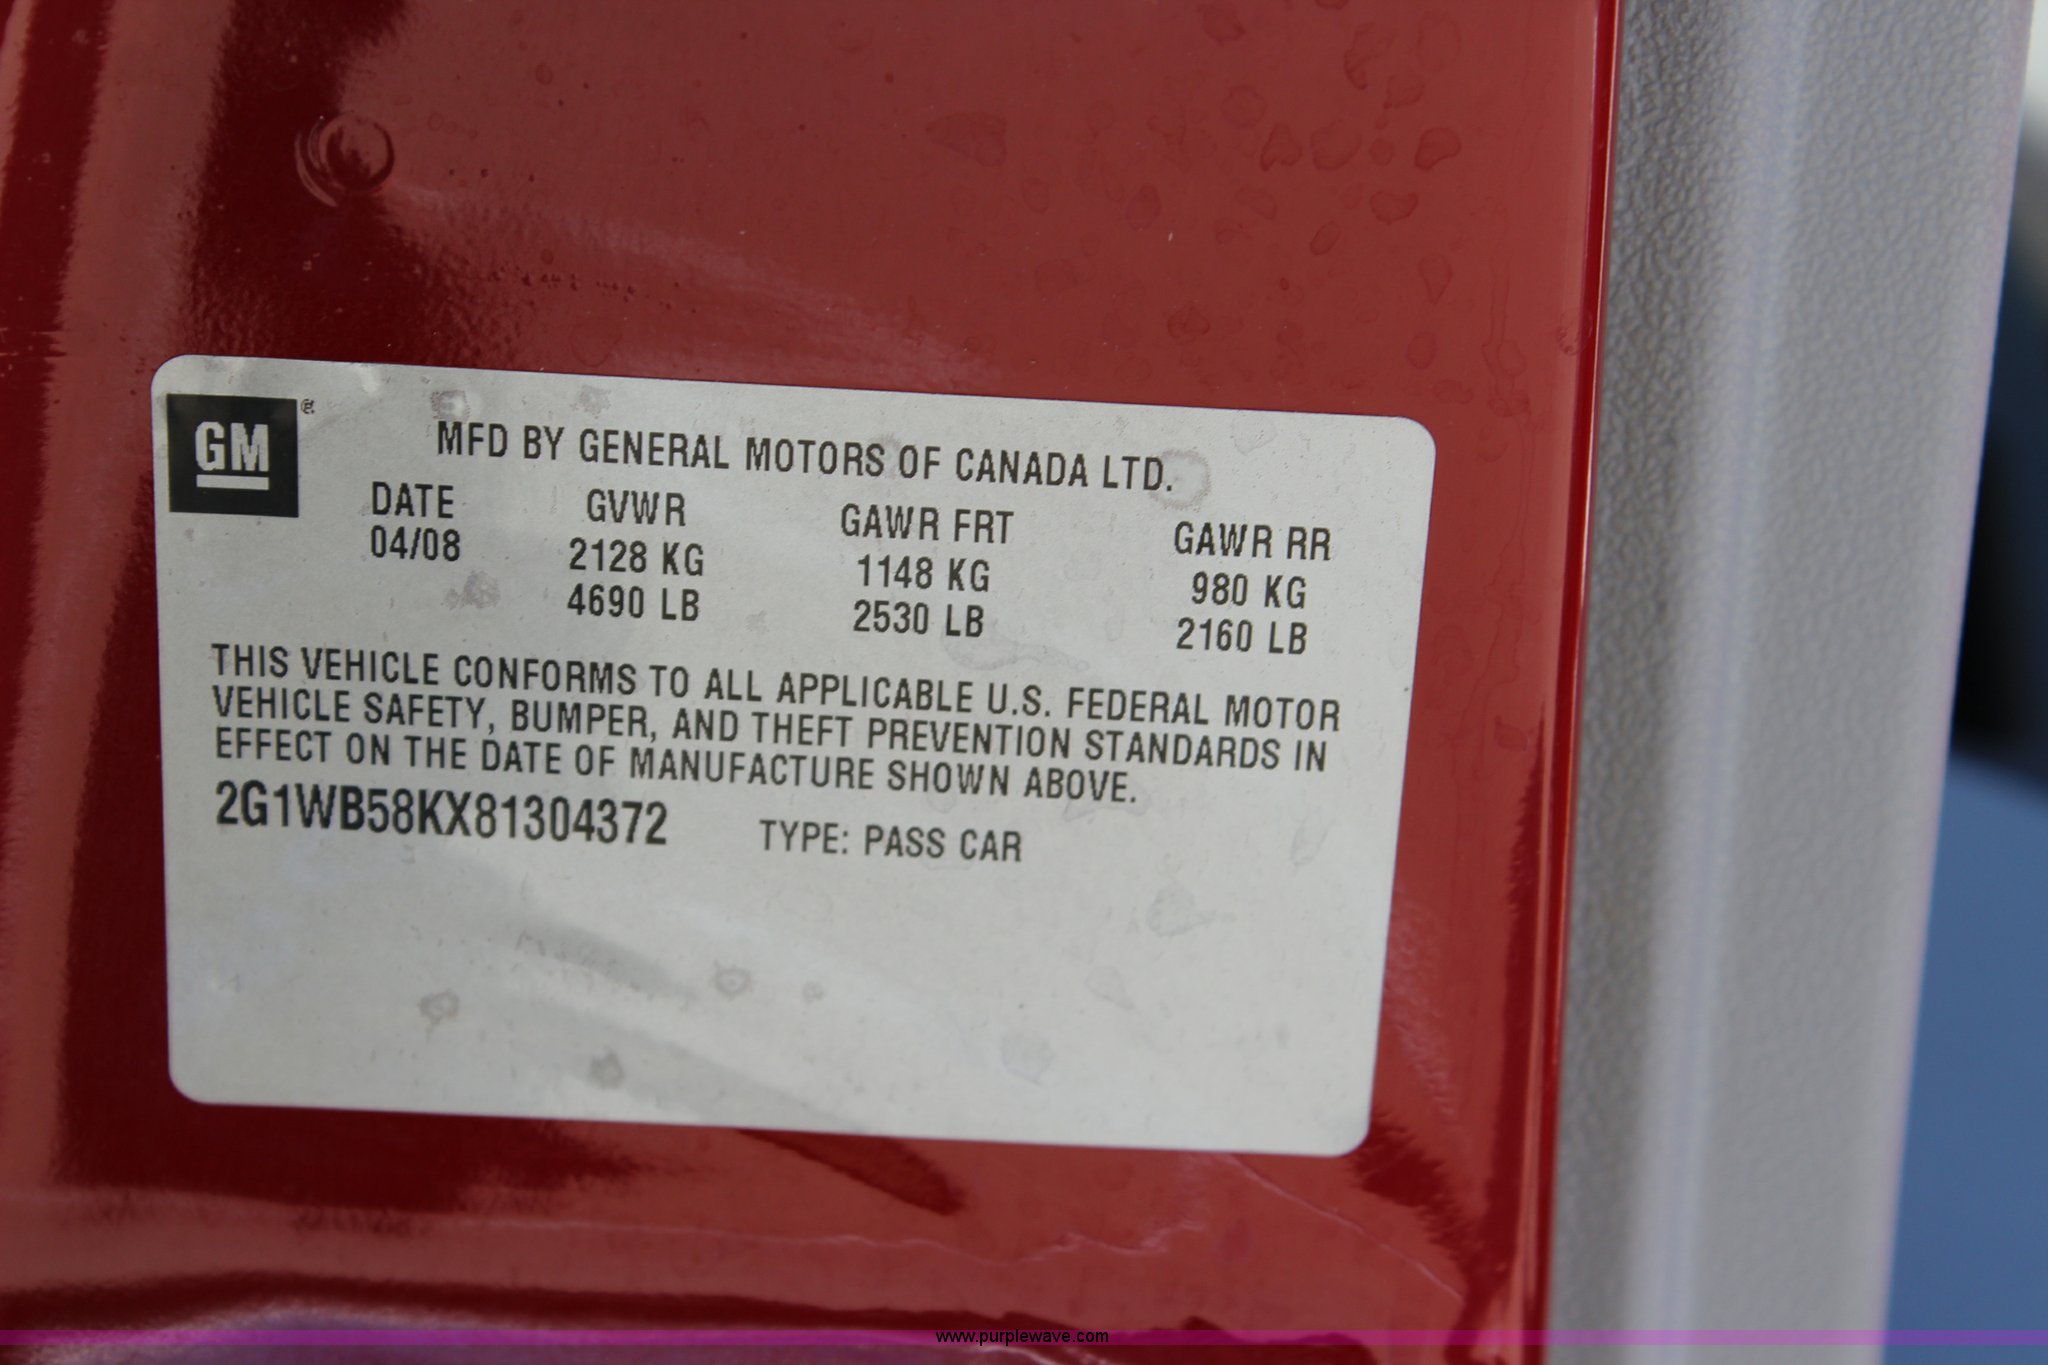 GM®
MFD BY GENERAL MOTORS OF CANADA LTD.
DATE GVWR GAWR FRT GAWR RR
04/08 2128 KG 1148 KG 980 KG
4690 LB 2530 LB 2160 LB
THIS VEHICLE CONFORMS TO ALL APPLICABLE U.S. FEDERAL MOTOR
VEHICLE SAFETY, BUMPER, AND THEFT PREVENTION STANDARDS IN
EFFECT ON THE DATE OF MANUFACTURE SHOWN ABOVE.
2G1WB58KX81304372 TYPE: PASS CAR
www.purplewave.com